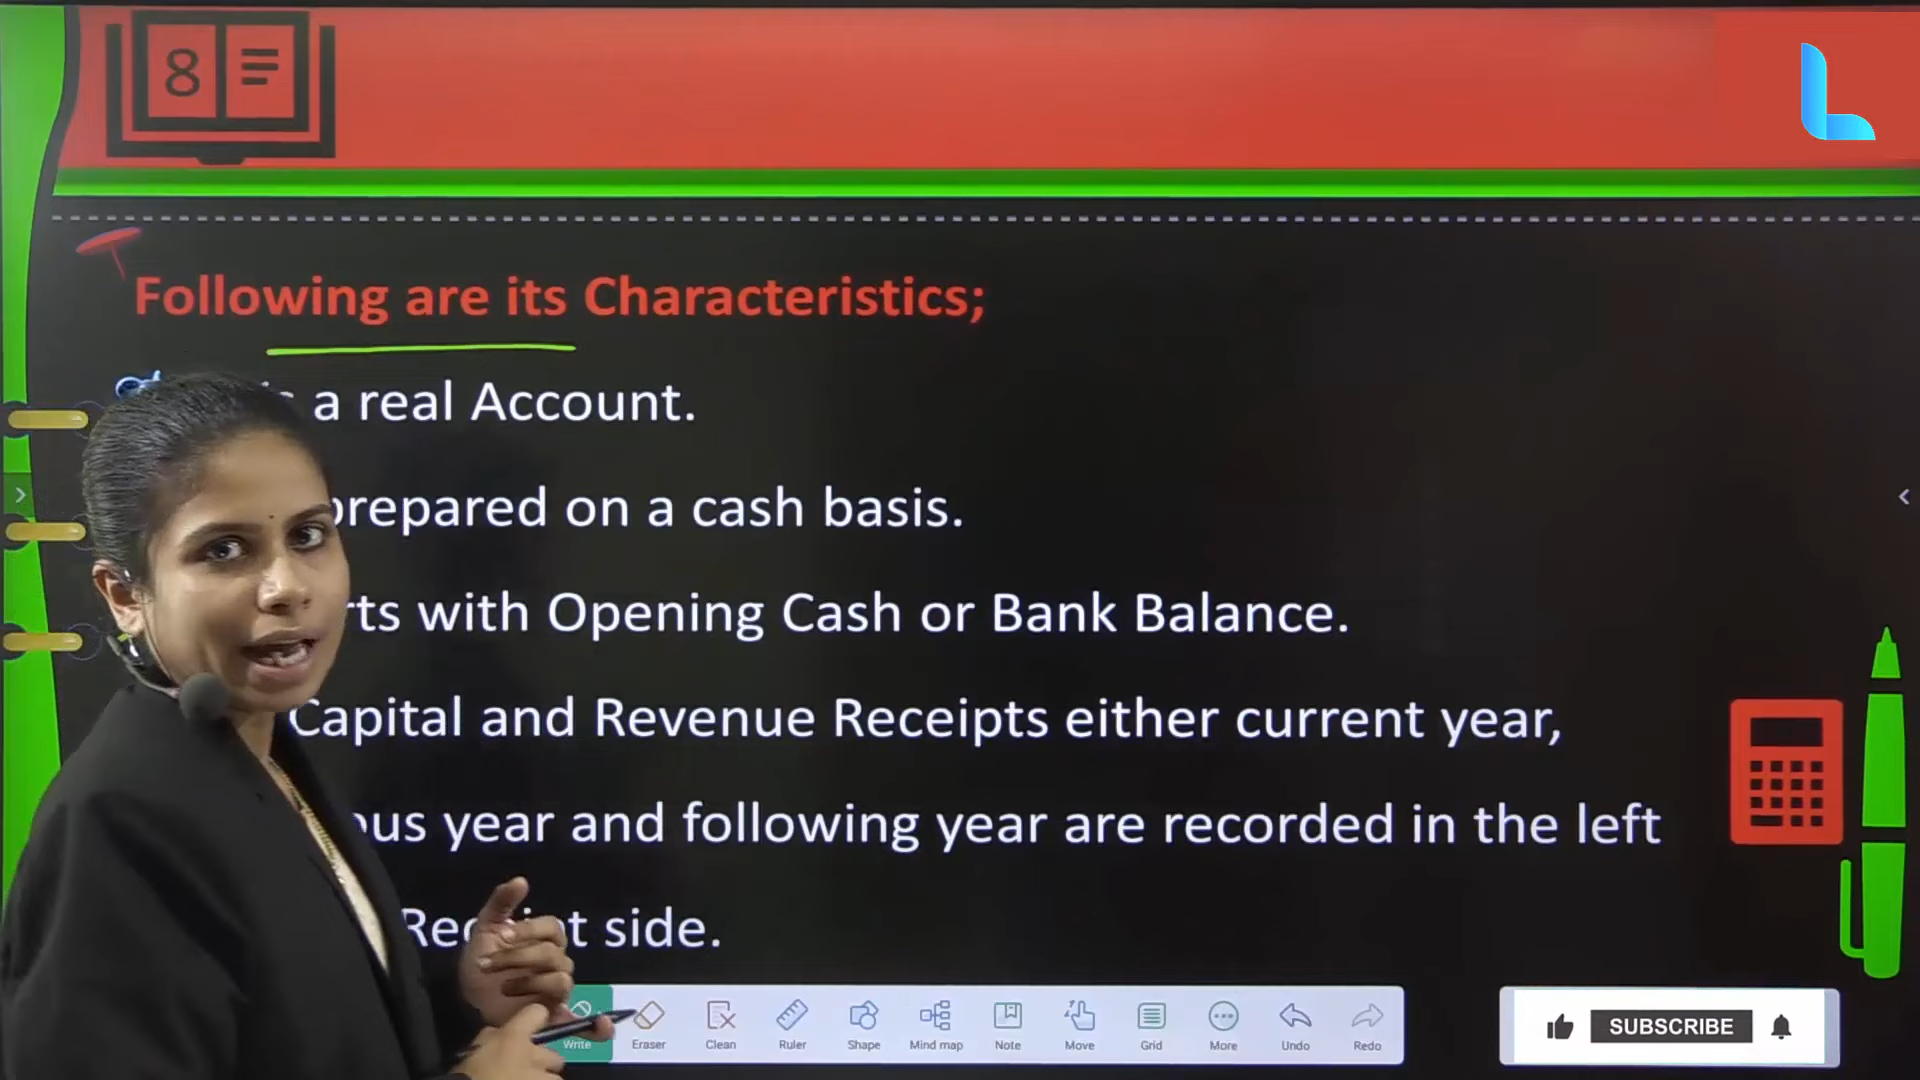 8
Following are its Characteristics;
a real Account.
prepared on a cash basis.
with Opening Cash or Bank Balance.
Capital and Revenue Receipts either current year,
year and following year are recorded in the left
side.
Write Eraser Clean Ruler Shape Mind map Note Move Grid More Undo Redo
SUBSCRIBE